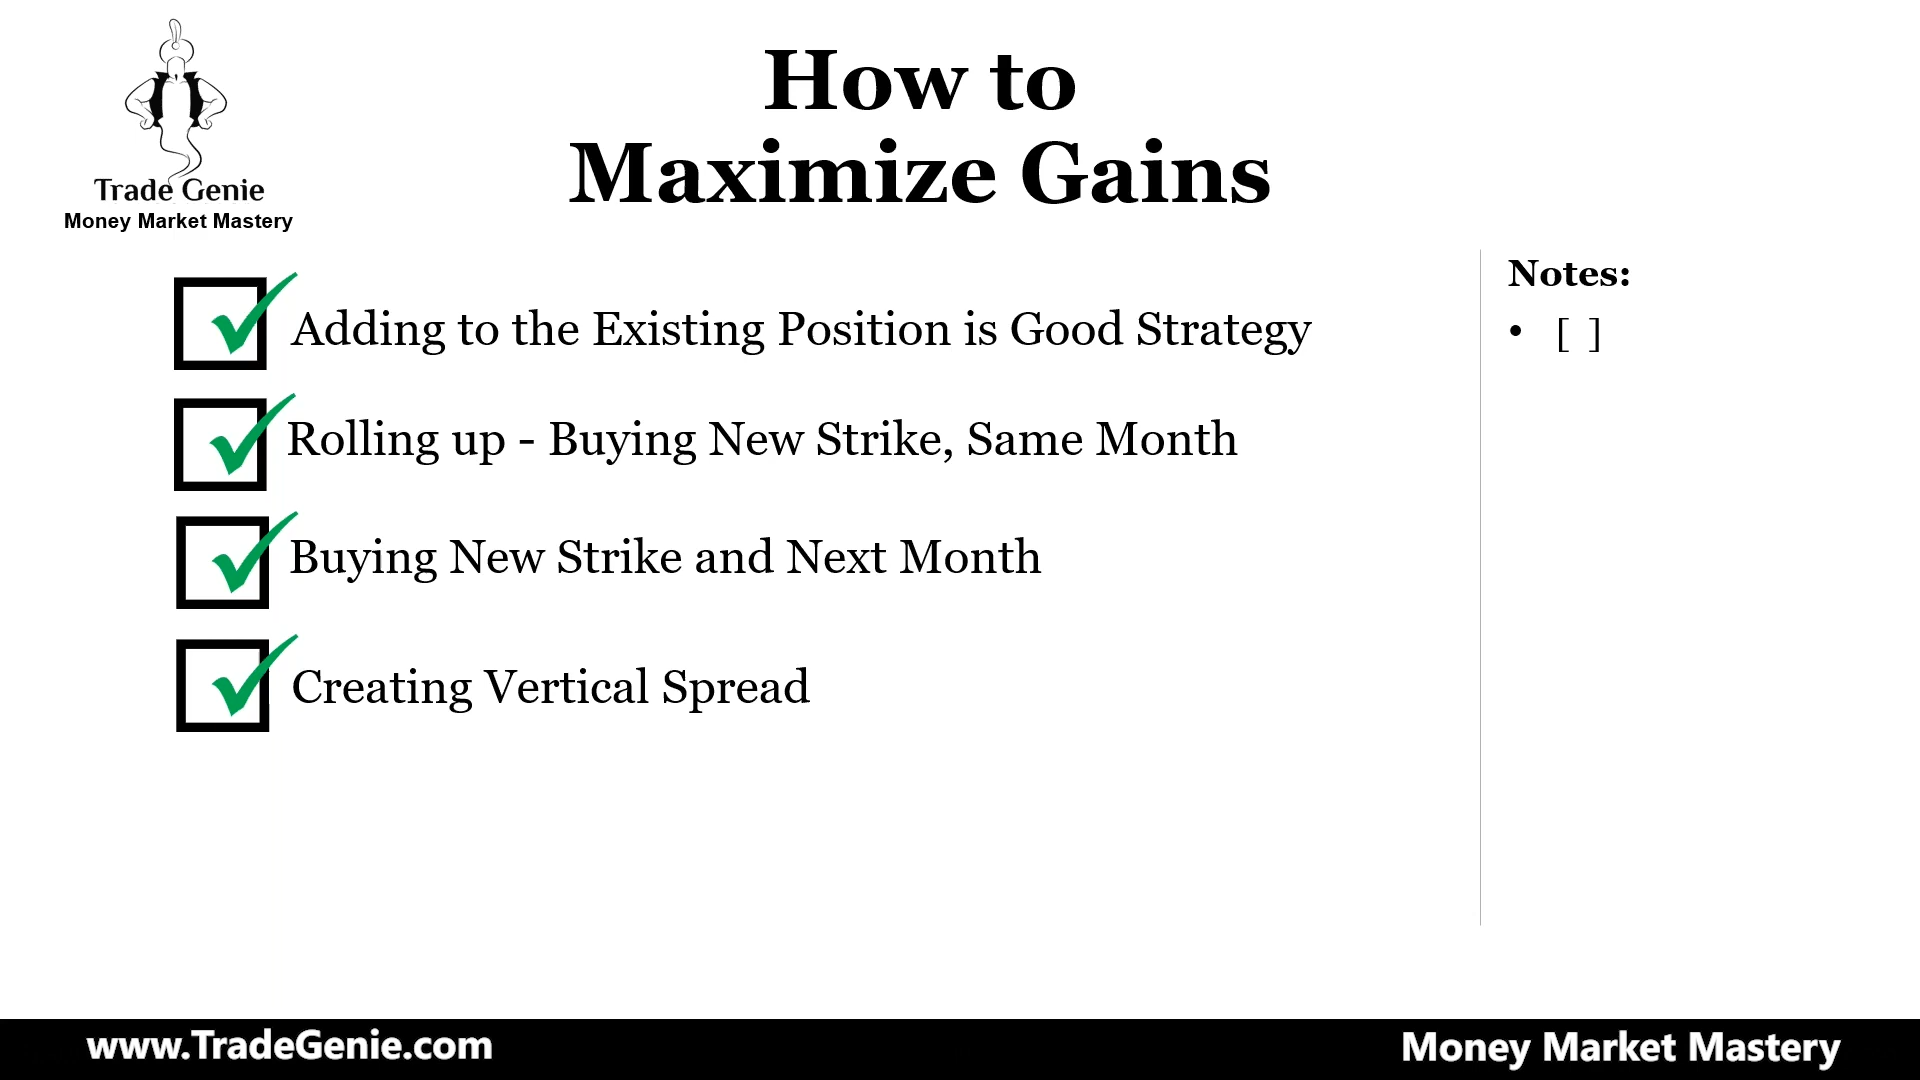 How to
Maximize Gains
Trade Genie
Money Market Mastery
Adding to the Existing Position is Good Strategy
Rolling up - Buying New Strike, Same Month
Buying New Strike and Next Month
Creating Vertical Spread
Notes:
• [ ]
www.TradeGenie.com
Money Market Mastery